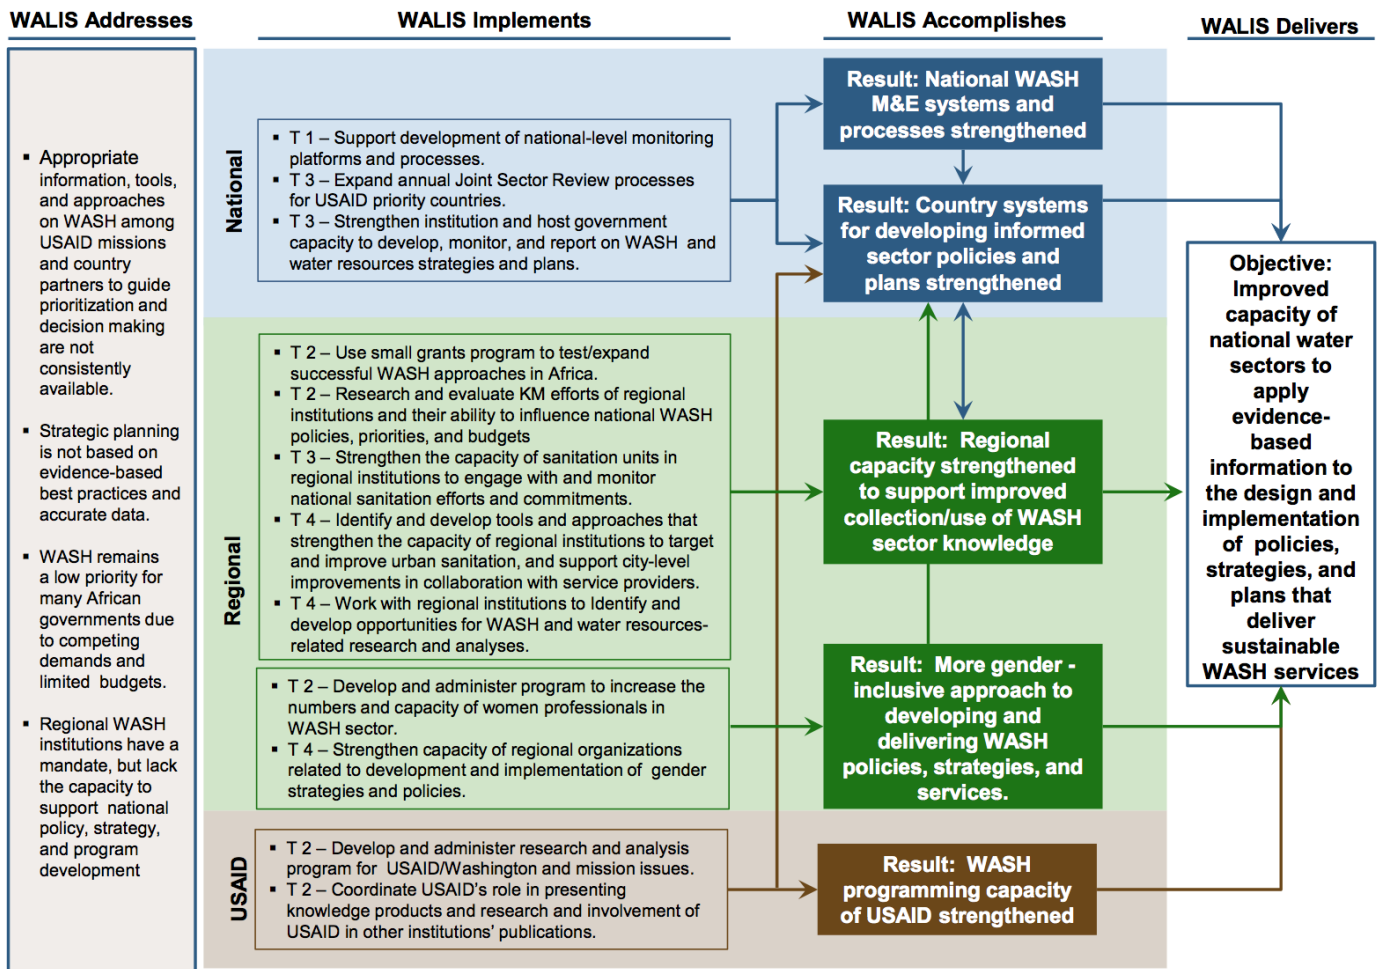 WALIS Addresses
▪ Appropriate
information, tools,
and approaches
on WASH among
USAID missions
and country
partners to guide
prioritization and
decision making
are not
consistently
available.
▪ Strategic planning
is not based on
evidence-based
best practices and
accurate data.
▪ WASH remains
a low priority for
many African
governments due
to competing
demands and
limited budgets.
▪ Regional WASH
institutions have a
mandate, but lack
the capacity to
support national
policy, strategy,
and program
development
WALIS Implements
National
▪ T 1 – Support development of national-level monitoring
platforms and processes.
▪ T 3 – Expand annual Joint Sector Review processes
for USAID priority countries.
▪ T 3 – Strengthen institution and host government
capacity to develop, monitor, and report on WASH and
water resources strategies and plans.
Regional
▪ T 2 – Use small grants program to test/expand
successful WASH approaches in Africa.
▪ T 2 – Research and evaluate KM efforts of regional
institutions and their ability to influence national WASH
policies, priorities, and budgets
▪ T 3 – Strengthen the capacity of sanitation units in
regional institutions to engage with and monitor
national sanitation efforts and commitments.
▪ T 4 – Identify and develop tools and approaches that
strengthen the capacity of regional institutions to target
and improve urban sanitation, and support city-level
improvements in collaboration with service providers.
▪ T 4 – Work with regional institutions to Identify and
develop opportunities for WASH and water resources-
related research and analyses.
▪ T 2 – Develop and administer program to increase the
numbers and capacity of women professionals in
WASH sector.
▪ T 4 – Strengthen capacity of regional organizations
related to development and implementation of gender
strategies and policies.
USAID
▪ T 2 – Develop and administer research and analysis
program for USAID/Washington and mission issues.
▪ T 2 – Coordinate USAID's role in presenting
knowledge products and research and involvement of
USAID in other institutions' publications.
WALIS Accomplishes
Result: National WASH
M&E systems and
processes strengthened
Result: Country systems
for developing informed
sector policies and
plans strengthened
Result: Regional
capacity strengthened
to support improved
collection/use of WASH
sector knowledge
Result: More gender -
inclusive approach to
developing and
delivering WASH
policies, strategies, and
services.
Result: WASH
programming capacity
of USAID strengthened
WALIS Delivers
Objective:
Improved
capacity of
national water
sectors to
apply
evidence-
based
information to
the design and
implementation
of policies,
strategies, and
plans that
deliver
sustainable
WASH services